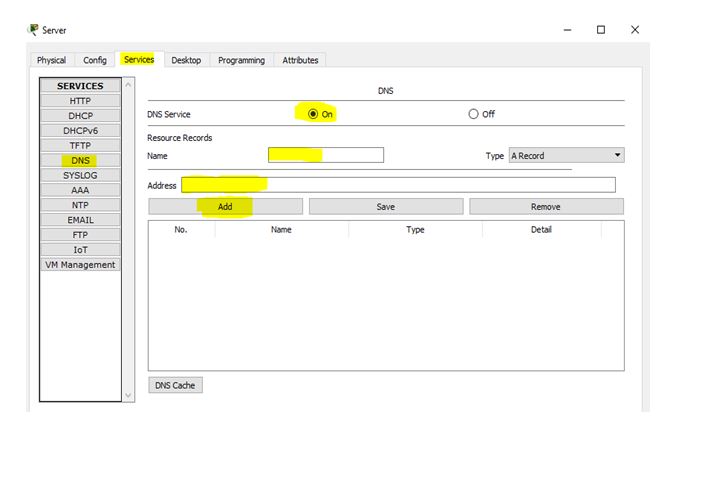 Server
Physical Config Services Desktop Programming Attributes
SERVICES
HTTP
DHCP
DHCPv6
TFTP
DNS
SYSLOG
AAA
NTP
EMAIL
FTP
IoT
VM Management
DNS
DNS Service On Off
Resource Records
Name Type A Record
Address
Add Save Remove
No. Name Type Detail
DNS Cache